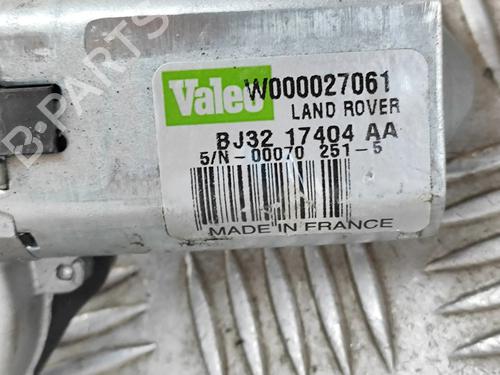 Valeo W000027061
LAND ROVER
BJ32 17404 AA
S/N-00070 251-5
MADE IN FRANCE
B-PARTS